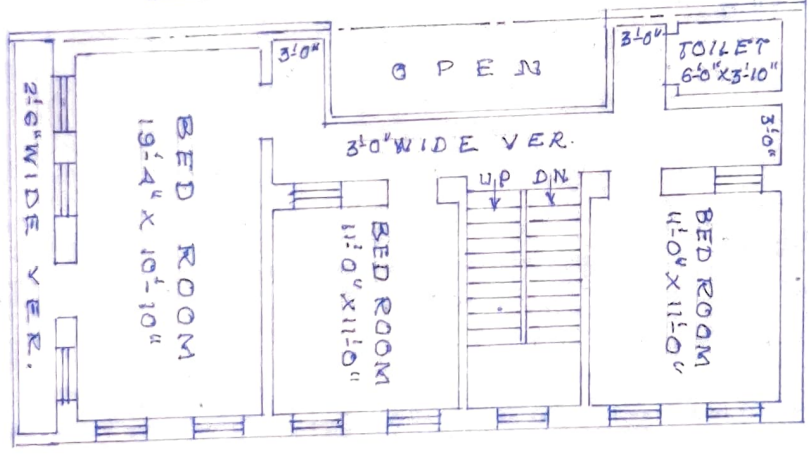 3'-0"
OPEN
3'-0"
TOILET
6'-0"X3'-10"
3'-0" WIDE VER.
3'-0"
2'-6" WIDE VER.
BED ROOM
19'-4" X 10'-10"
UP
DN.
BED ROOM
11'-0" X 11'-0"
BED ROOM
11'-0" X 11'-0"